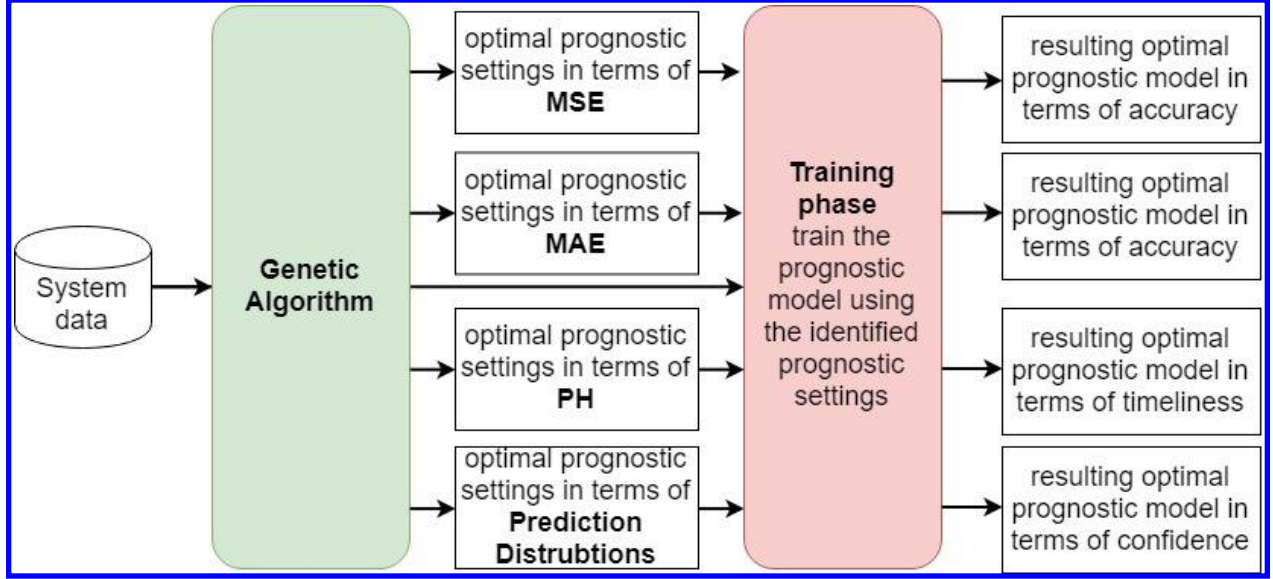 System
data
Genetic
Algorithm
optimal prognostic
settings in terms of
MSE
optimal prognostic
settings in terms of
MAE
optimal prognostic
settings in terms of
PH
optimal prognostic
settings in terms of
Prediction
Distrubtions
Training
phase
train the
prognostic
model using
the identified
prognostic
settings
resulting optimal
prognostic model in
terms of accuracy
resulting optimal
prognostic model in
terms of accuracy
resulting optimal
prognostic model in
terms of timeliness
resulting optimal
prognostic model in
terms of confidence